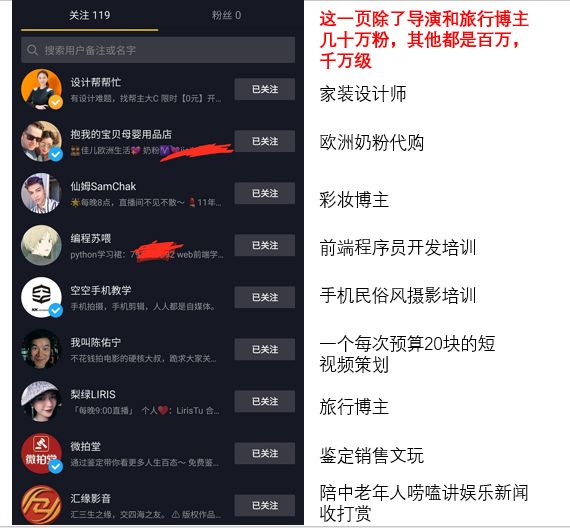 关注 119
粉丝 0
搜索用户备注或名字
设计帮帮忙
有设计难题，找帮主大C 限时【0元】开...
已关注
抱我的宝贝母婴用品店
佳儿欧洲生活💜 奶粉
已关注
仙姆SamChak
🌟每晚8点，直播间不见不散～💄11年...
已关注
编程苏喂
python学习裙：7 92 web前端学...
已关注
空空手机教学
手机拍摄，手机剪辑，人人都是自媒体。
已关注
我叫陈佑宁
不花钱拍电影的硬核大叔，跪求大家关...
已关注
梨绿LIRIS
「每晚9:00直播」 个人❤️：LirisTu 合...
已关注
微拍堂
通过鉴定带你看更多人生百态～ 免费鉴...
已关注
汇缘影音
汇三生之缘，交四海之友。⚠ 版权作品...
已关注
微拍堂
这一页除了导演和旅行博主
几十万粉，其他都是百万，
千万级
家装设计师
欧洲奶粉代购
彩妆博主
前端程序员开发培训
手机民俗风摄影培训
一个每次预算20块的短
视频策划
旅行博主
鉴定销售文玩
陪中老年人唠嗑讲娱乐新闻
收打赏